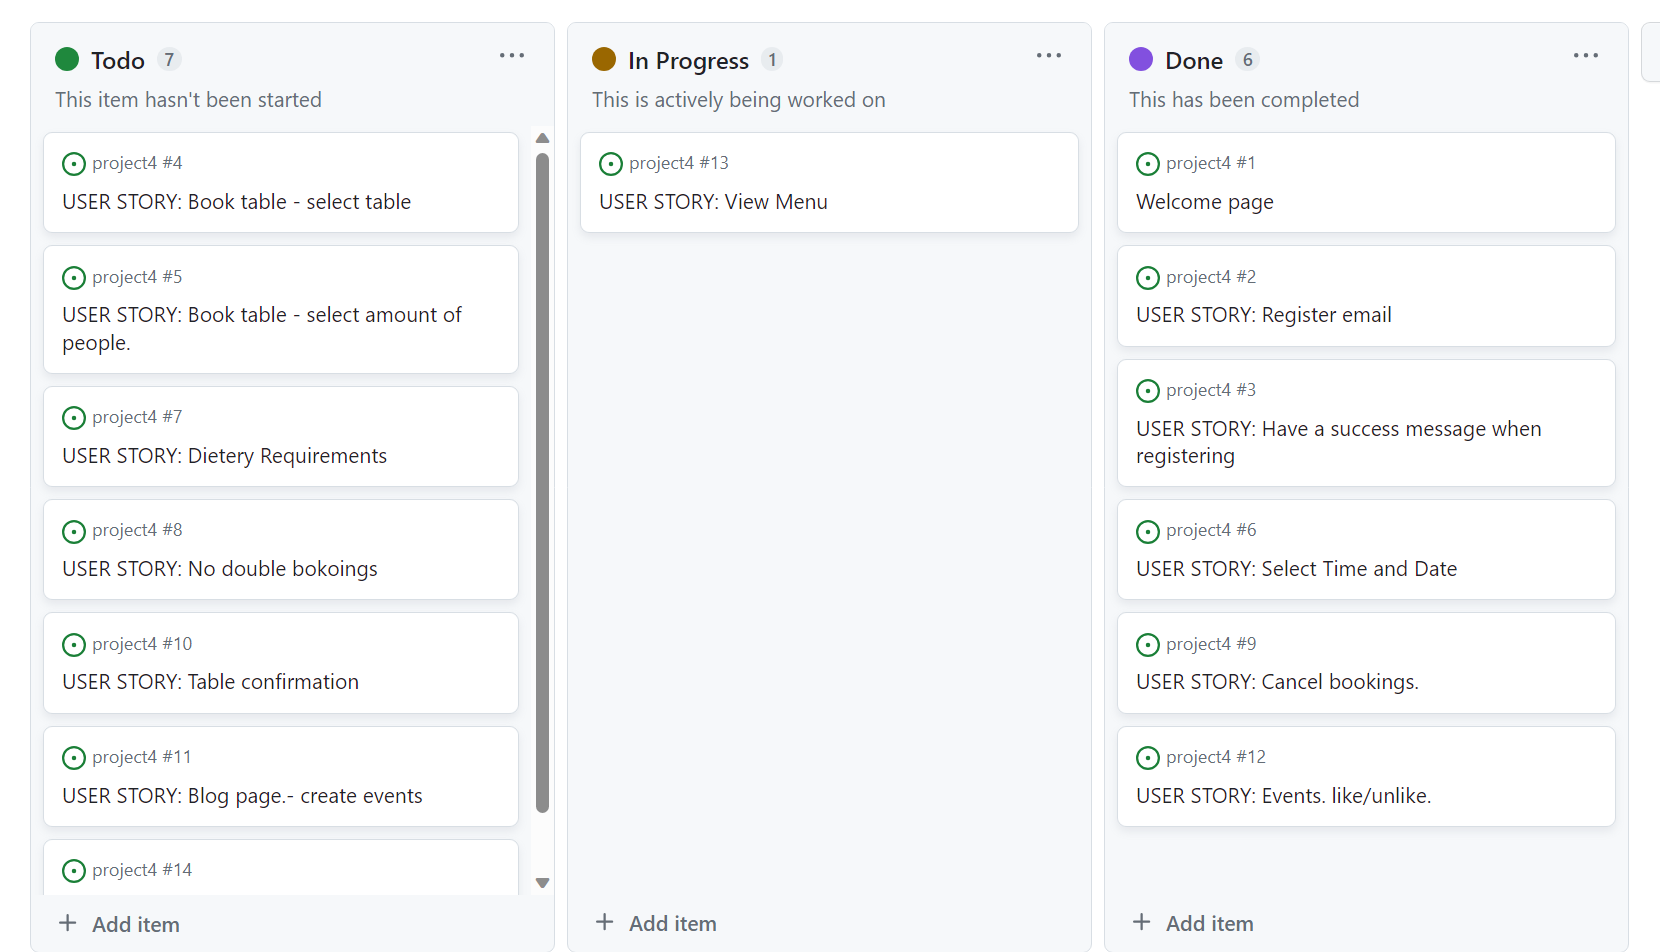 Todo 7
This item hasn't been started
project4 #4
USER STORY: Book table - select table
project4 #5
USER STORY: Book table - select amount of
people.
project4 #7
USER STORY: Dietery Requirements
project4 #8
USER STORY: No double bokoings
project4 #10
USER STORY: Table confirmation
project4 #11
USER STORY: Blog page.- create events
project4 #14
+ Add item
In Progress 1
This is actively being worked on
project4 #13
USER STORY: View Menu
+ Add item
Done 6
This has been completed
project4 #1
Welcome page
project4 #2
USER STORY: Register email
project4 #3
USER STORY: Have a success message when
registering
project4 #6
USER STORY: Select Time and Date
project4 #9
USER STORY: Cancel bookings.
project4 #12
USER STORY: Events. like/unlike.
+ Add item